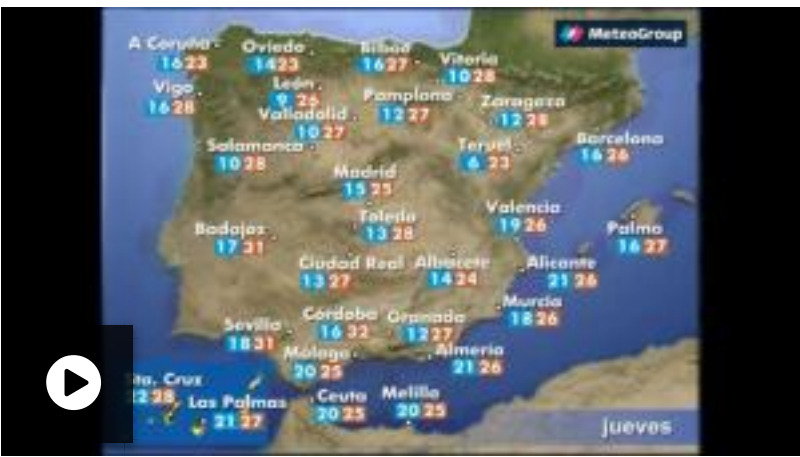 MeteoGroup
A Coruña
16 23
Oviedo
14 23
Bilbao
16 27
Vitoria
10 28
Vigo
16 28
León
9 26
Pamplona
12 27
Zaragoza
12 28
Valladolid
10 27
Barcelona
16 26
Salamanca
10 28
Teruel
6 23
Madrid
15 25
Valencia
19 26
Toledo
13 28
Palma
16 27
Badajoz
17 31
Ciudad Real
13 27
Albacete
14 24
Alicante
21 26
Murcia
18 26
Córdoba
16 32
Granada
12 27
Sevilla
18 31
Málaga
20 25
Almería
21 26
Sta. Cruz
22 28
Las Palmas
21 27
Ceuta
20 25
Melilla
20 25
jueves